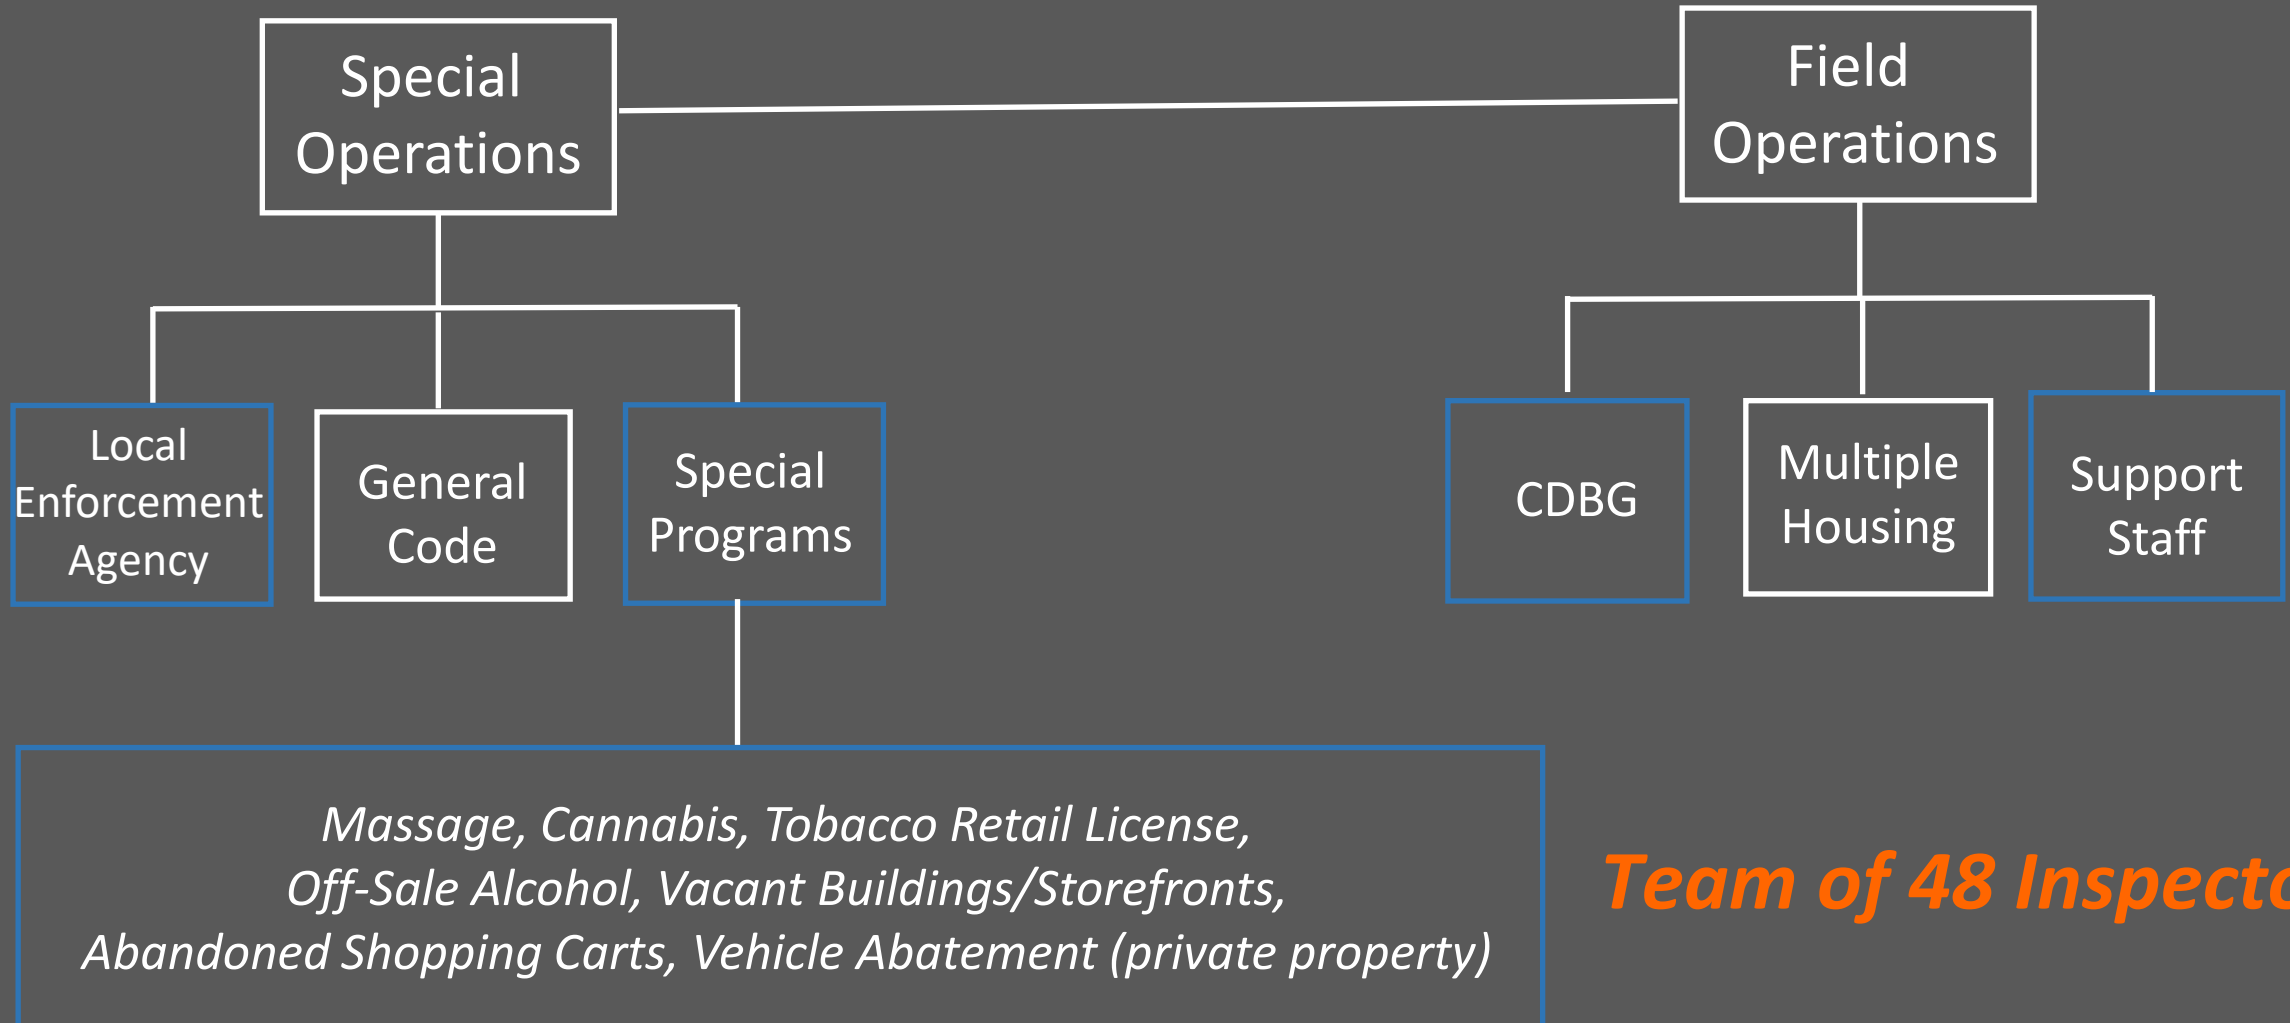 Special
Operations
Field
Operations
Local
Enforcement
Agency
General
Code
Special
Programs
CDBG
Multiple
Housing
Support
Staff
Massage, Cannabis, Tobacco Retail License,
Off-Sale Alcohol, Vacant Buildings/Storefronts,
Abandoned Shopping Carts, Vehicle Abatement (private property)
Team of 48